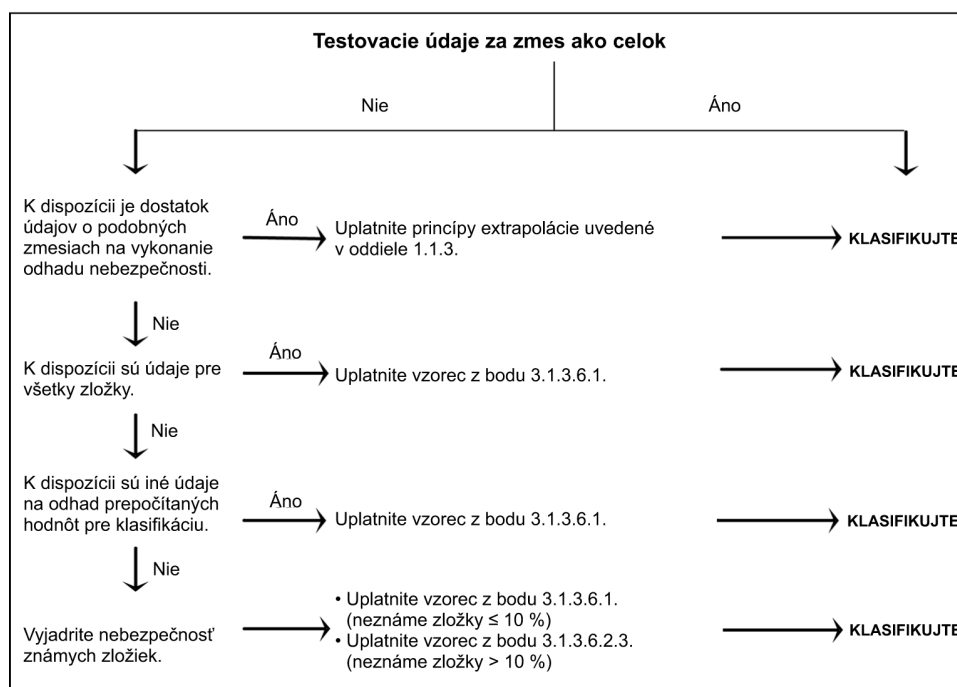 Testovacie údaje za zmes ako celok
Nie
Áno
K dispozícii je dostatok
údajov o podobných
zmesiach na vykonanie
odhadu nebezpečnosti.
Áno
Uplatnite princípy extrapolácie uvedené
v oddiele 1.1.3.
KLASIFIKUJTE
Nie
K dispozícii sú údaje pre
všetky zložky.
Áno
Uplatnite vzorec z bodu 3.1.3.6.1.
KLASIFIKUJTE
Nie
K dispozícii sú iné údaje
na odhad prepočítaných
hodnôt pre klasifikáciu.
Áno
Uplatnite vzorec z bodu 3.1.3.6.1.
KLASIFIKUJTE
Nie
Vyjadrite nebezpečnosť
známych zložiek.
• Uplatnite vzorec z bodu 3.1.3.6.1.
(neznáme zložky ≤ 10 %)
• Uplatnite vzorec z bodu 3.1.3.6.2.3.
(neznáme zložky > 10 %)
KLASIFIKUJTE